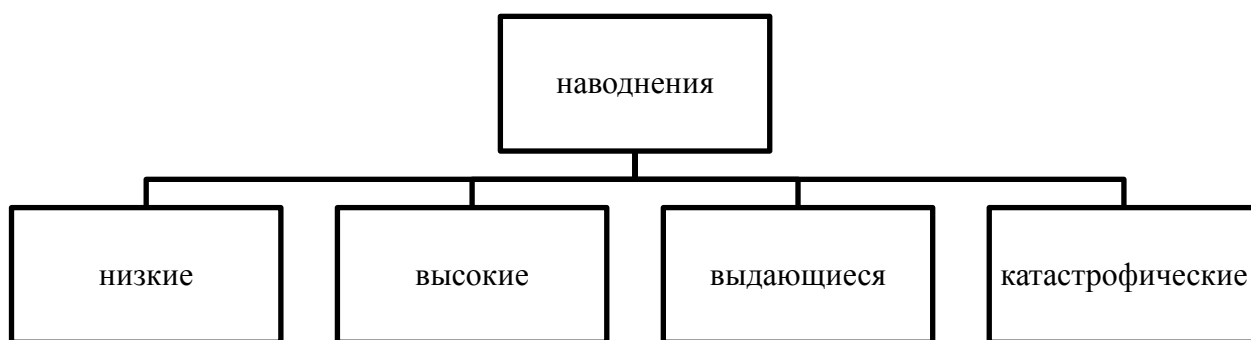 наводнения
низкие
высокие
выдающиеся
катастрофические